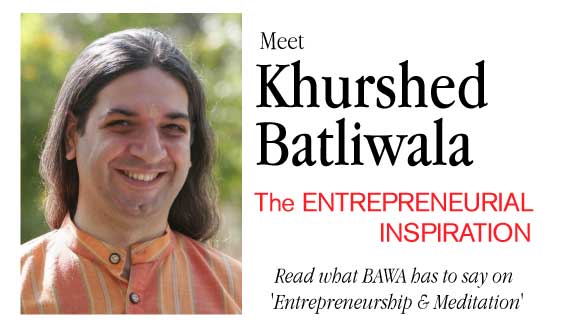 Meet
Khurshed
Batliwala
The ENTREPRENEURIAL
INSPIRATION
Read what BAWA has to say on
'Entrepreneurship & Meditation'